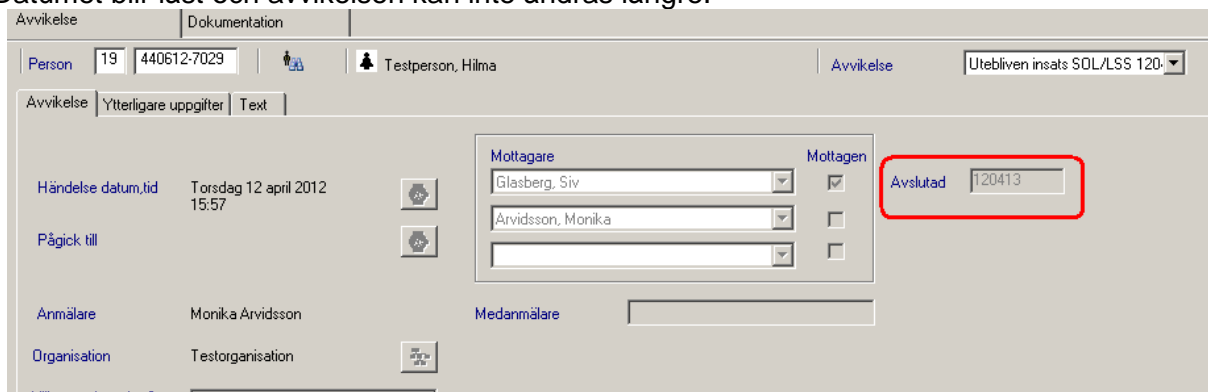 Datumet blir låst och avvikelsen kan inte ändras längre.
Avvikelse Dokumentation
Person 19 440612-7029 Testperson, Hilma Avvikelse Utebliven insats SOL/LSS 120
Avvikelse Ytterligare uppgifter Text
Mottagare Mottagen
Händelse datum,tid Torsdag 12 april 2012 Glasberg, Siv Avslutad 120413
15:57
Arvidsson, Monika
Pågick till
Anmälare Monika Arvidsson Medanmälare
Organisation Testorganisation